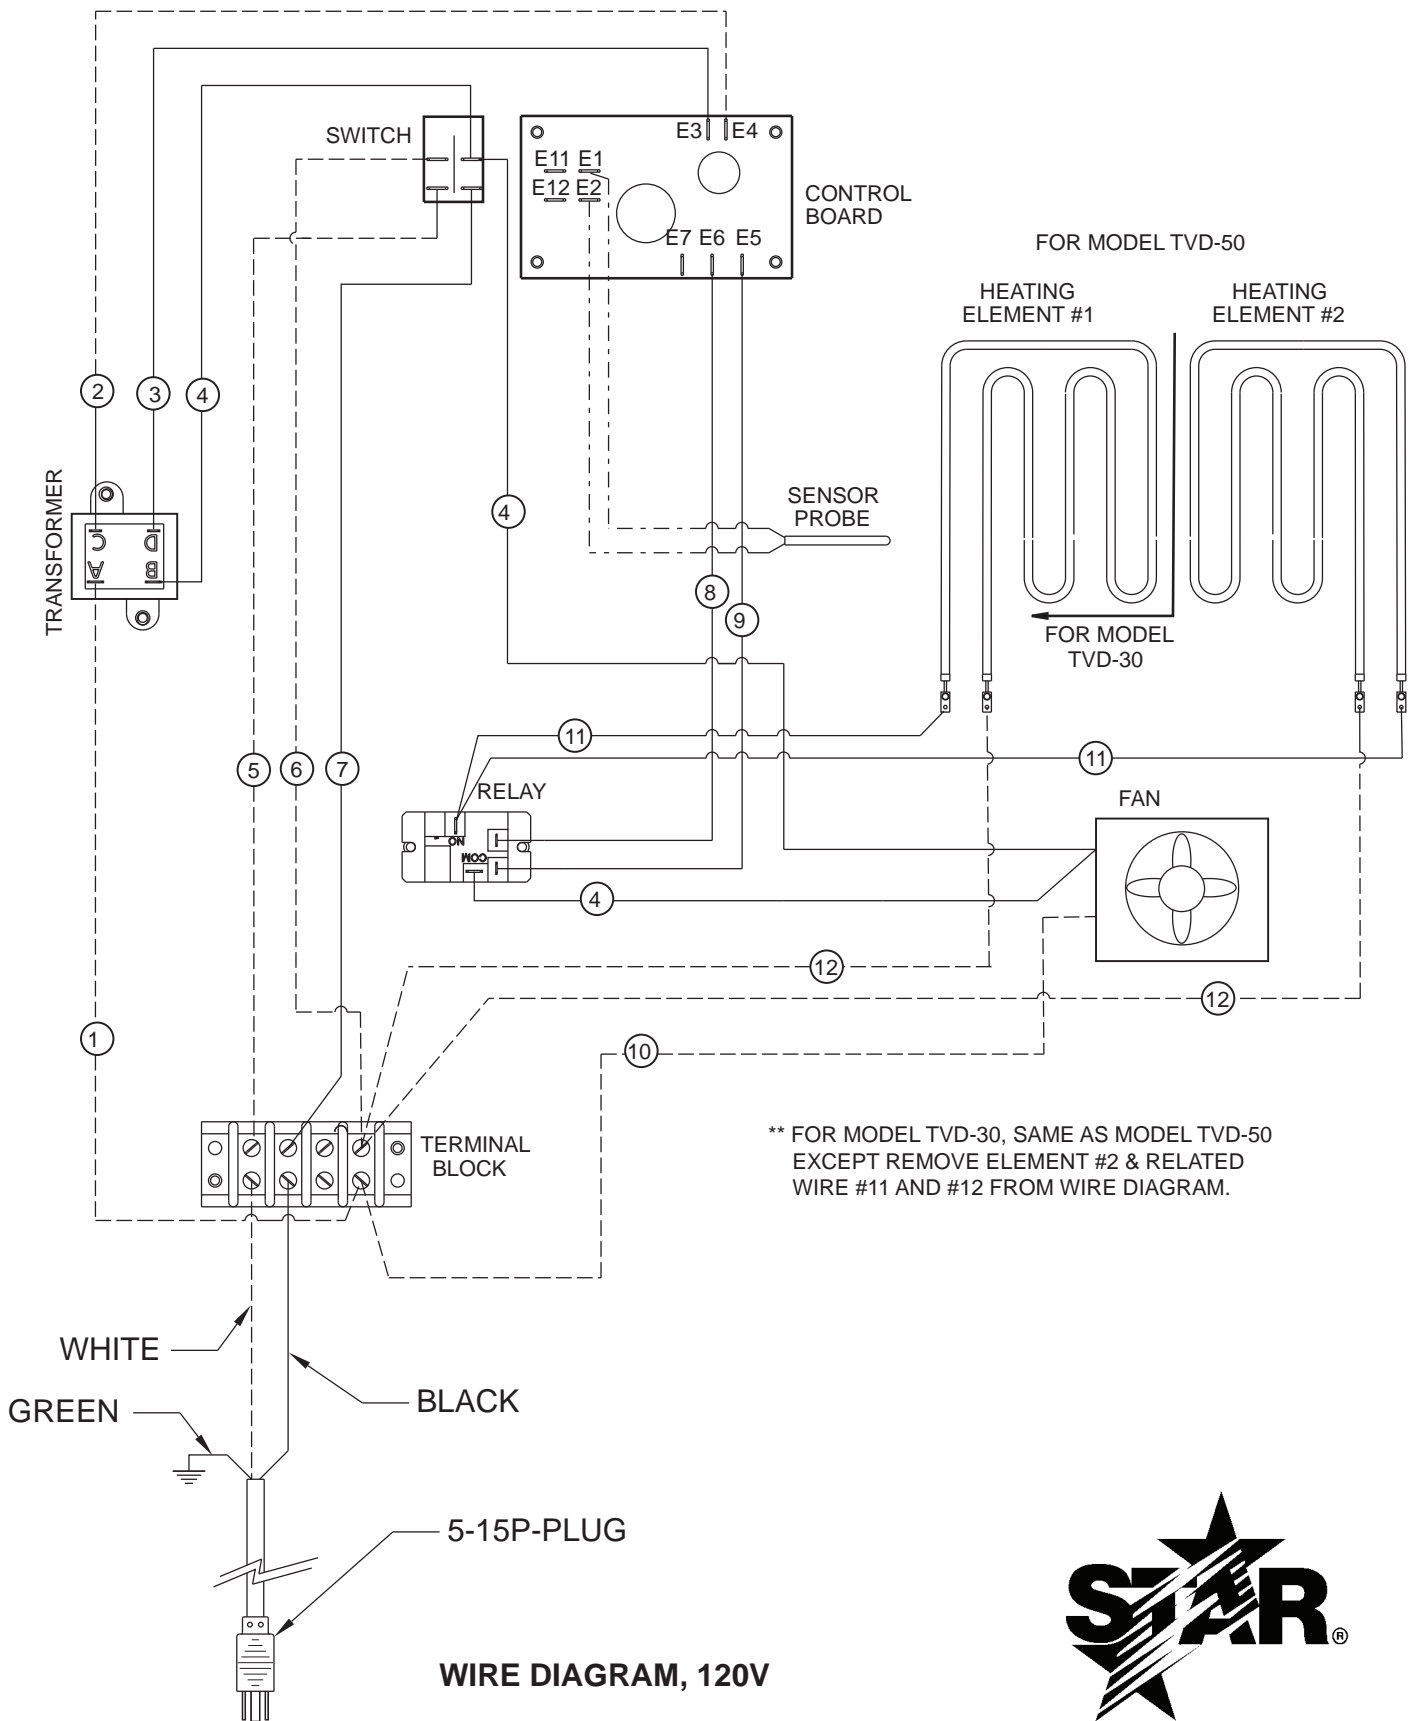 SWITCH
E3
E4
E11 E1
E12 E2
E7 E6 E5
CONTROL
BOARD
FOR MODEL TVD-50
HEATING
ELEMENT #1
HEATING
ELEMENT #2
2
3
4
TRANSFORMER
C
D
A
B
4
SENSOR
PROBE
8
9
FOR MODEL
TVD-30
11
11
5
6
7
RELAY
NO
COM
FAN
4
12
12
1
10
TERMINAL
BLOCK
** FOR MODEL TVD-30, SAME AS MODEL TVD-50
EXCEPT REMOVE ELEMENT #2 & RELATED
WIRE #11 AND #12 FROM WIRE DIAGRAM.
WHITE
BLACK
GREEN
5-15P-PLUG
WIRE DIAGRAM, 120V
STAR®